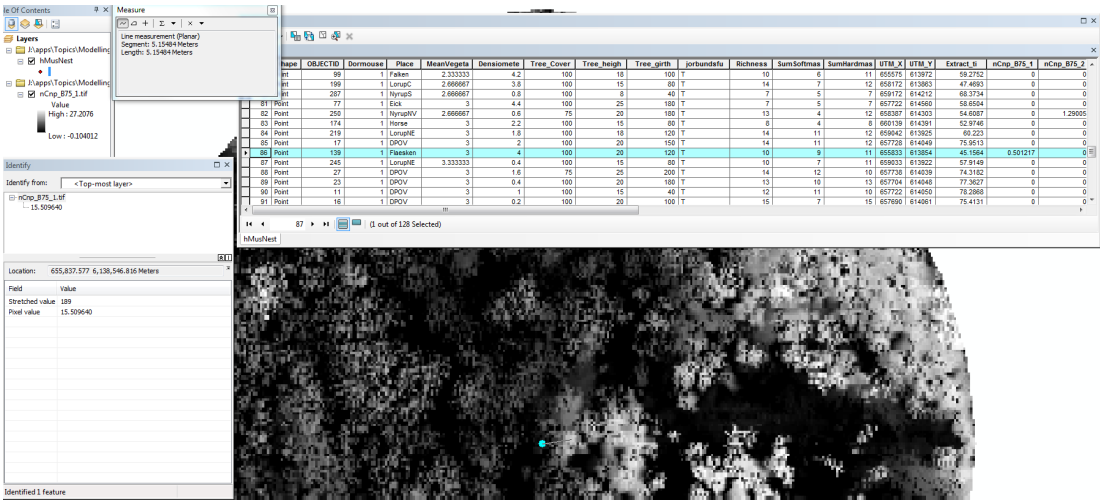 le Of Contents
Layers
J:\apps\Topics\Modelling
hMusNest
J:\apps\Topics\Modelling
nCnp_B75_1.tif
Value
High : 27.2076
Low : -0.104012
Measure
Line measurement (Planar)
Segment: 5.15484 Meters
Length: 5.15484 Meters
hape OBJECTID Dormouse Place MeanVegeta Densiomete Tree_Cover Tree_heigh Tree_girth jorbundsfu Richness SumSoftmas SumHardmas UTM_X UTM_Y Extract_ti nCnp_B75_1 nCnp_B75_2
oint 99 1 Falken 2.333333 4.2 100 18 100 T 10 6 11 655575 613972 59.2752 0 0
oint 199 1 LorupC 2.666667 3.8 100 15 80 T 14 7 12 658172 613863 47.4693 0 0
oint 287 1 NyrupS 2.666667 0.8 100 8 40 T 7 5 7 659172 614212 68.3734 0 0
81 Point 77 1 Eick 3 4.4 100 25 180 T 7 5 7 657722 614560 58.6504 0 0
82 Point 250 1 NyrupNV 2.666667 0.6 75 20 180 T 13 4 12 658387 614303 54.6087 0 1.29005
83 Point 174 1 Horse 3 2.2 100 15 80 T 8 4 8 660139 614391 52.9746 0 0
84 Point 219 1 LorupNE 3 1.8 100 18 120 T 14 11 12 659042 613925 60.223 0 0
85 Point 17 1 DPOV 3 2 100 20 150 T 14 11 12 657728 614049 75.9513 0 0
86 Point 139 1 Flaesken 3 4 100 20 120 T 10 9 11 655833 613854 45.1564 0.501217 0
87 Point 245 1 LorupNE 3.333333 0.4 100 15 80 T 10 7 11 659033 613922 57.9149 0 0
88 Point 27 1 DPOV 3 1.6 75 25 200 T 14 12 10 657738 614039 74.3182 0 0
89 Point 23 1 DPOV 3 0.4 100 20 180 T 13 10 13 657704 614048 77.3627 0 0
90 Point 11 1 DPOV 3 1 100 15 40 T 12 11 10 657722 614050 78.2868 0 0
91 Point 16 1 DPOV 3 0.2 100 20 100 T 15 7 15 657690 614061 75.4131 0 0
87 (1 out of 128 Selected)
hMusNest
Identify
Identify from: <Top-most layer>
nCnp_B75_1.tif
15.509640
Location: 655,837.577 6,138,546.816 Meters
Field Value
Stretched value 189
Pixel value 15.509640
Identified 1 feature